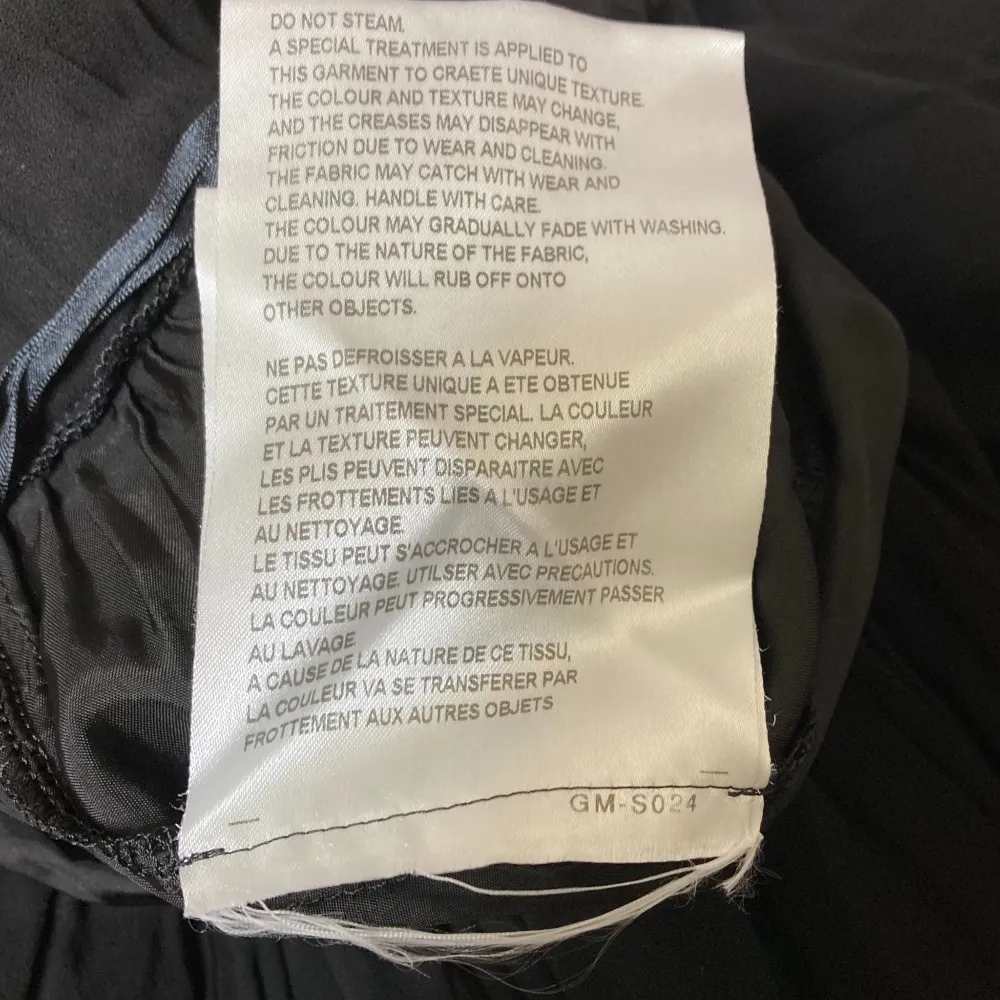 DO NOT STEAM.
A SPECIAL TREATMENT IS APPLIED TO
THIS GARMENT TO CRAETE UNIQUE TEXTURE.
THE COLOUR AND TEXTURE MAY CHANGE,
AND THE CREASES MAY DISAPPEAR WITH
FRICTION DUE TO WEAR AND CLEANING.
THE FABRIC MAY CATCH WITH WEAR AND
CLEANING. HANDLE WITH CARE.
THE COLOUR MAY GRADUALLY FADE WITH WASHING.
DUE TO THE NATURE OF THE FABRIC,
THE COLOUR WILL RUB OFF ONTO
OTHER OBJECTS.
NE PAS DEFROISSER A LA VAPEUR.
CETTE TEXTURE UNIQUE A ETE OBTENUE
PAR UN TRAITEMENT SPECIAL. LA COULEUR
ET LA TEXTURE PEUVENT CHANGER,
LES PLIS PEUVENT DISPARAITRE AVEC
LES FROTTEMENTS LIES A L'USAGE ET
AU NETTOYAGE.
LE TISSU PEUT S'ACCROCHER A L'USAGE ET
AU NETTOYAGE. UTILSER AVEC PRECAUTIONS.
LA COULEUR PEUT PROGRESSIVEMENT PASSER
AU LAVAGE
A CAUSE DE LA NATURE DE CE TISSU,
LA COULEUR VA SE TRANSFERER PAR
FROTTEMENT AUX AUTRES OBJETS
GM-S024